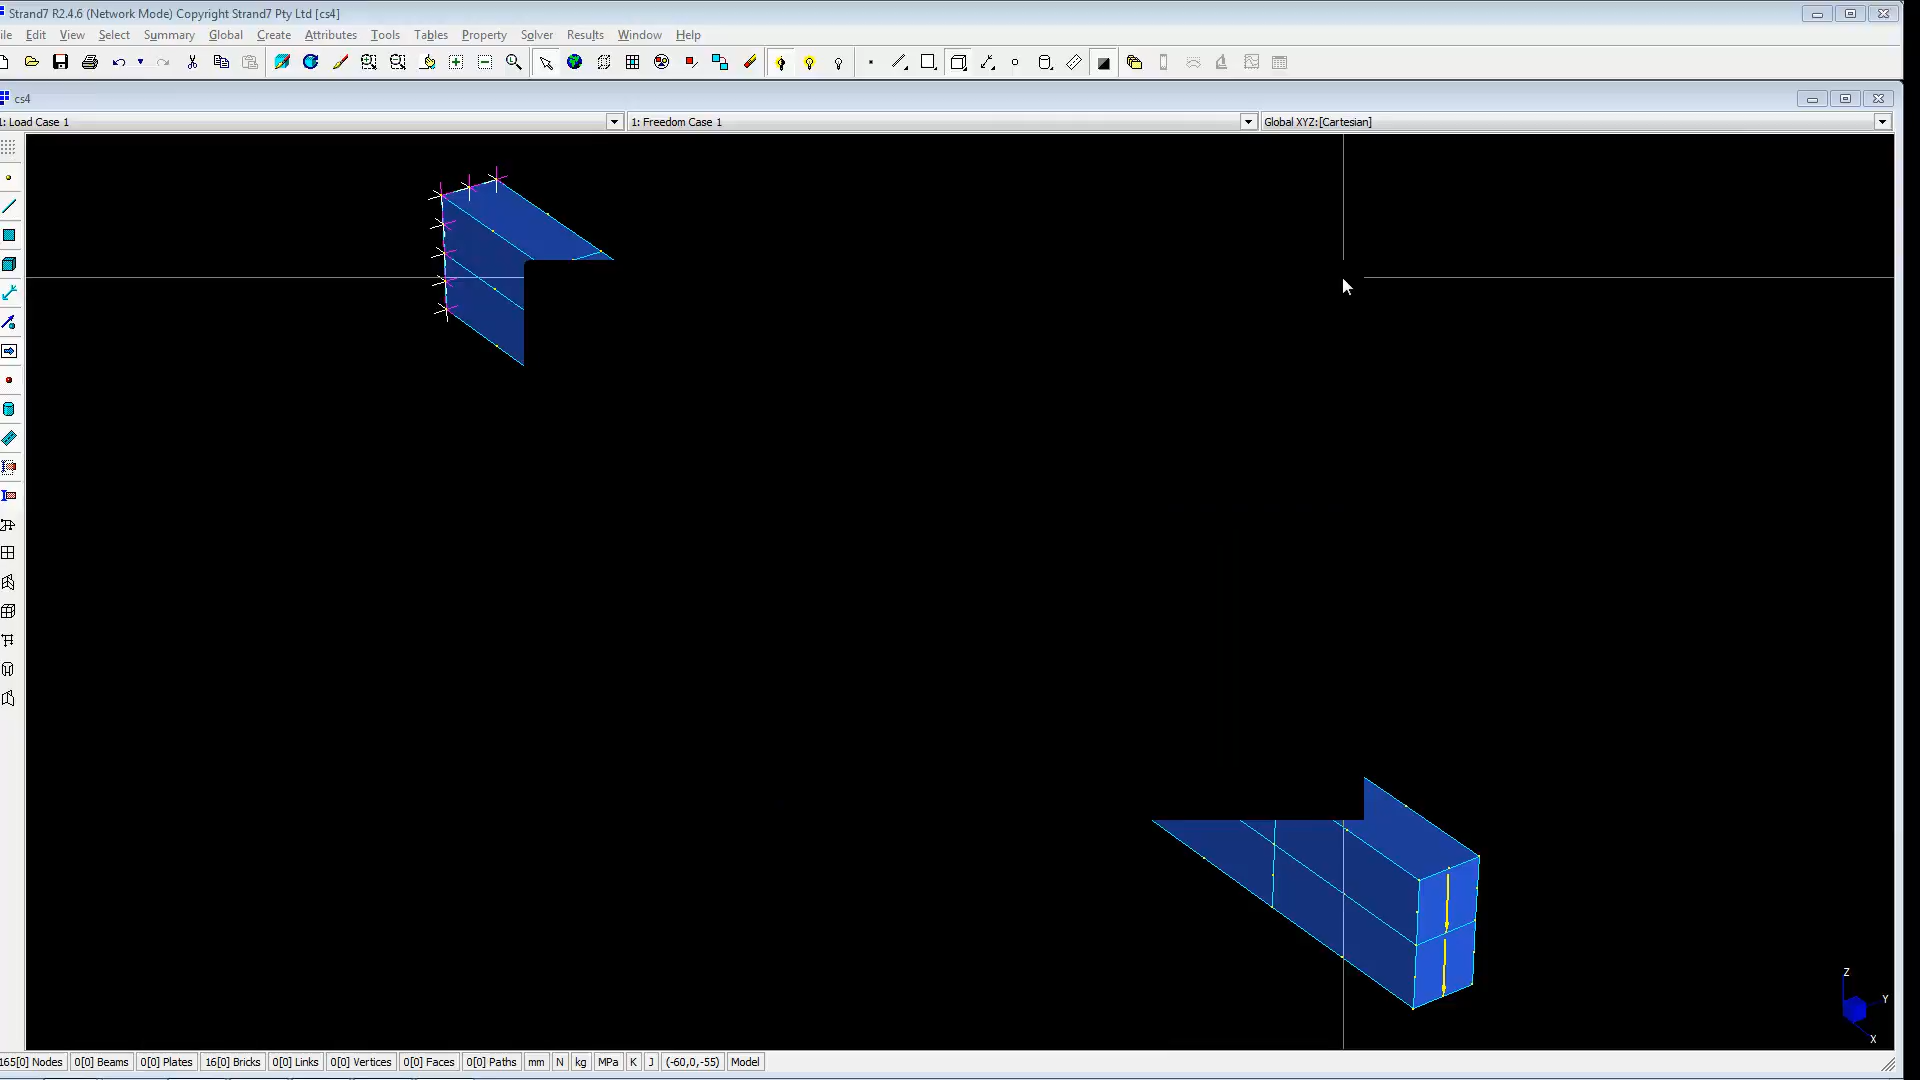 Strand7 R2.4.6 (Network Mode) Copyright Strand7 Pty Ltd [cs4]
ile Edit View Select Summary Global Create Attributes Tools Tables Property Solver Results Window Help
cs4
1: Load Case 1 1: Freedom Case 1 Global XYZ:[Cartesian]
Z
Y
X
165[0] Nodes 0[0] Beams 0[0] Plates 16[0] Bricks 0[0] Links 0[0] Vertices 0[0] Faces 0[0] Paths mm N kg MPa K J (-60,0,-55) Model